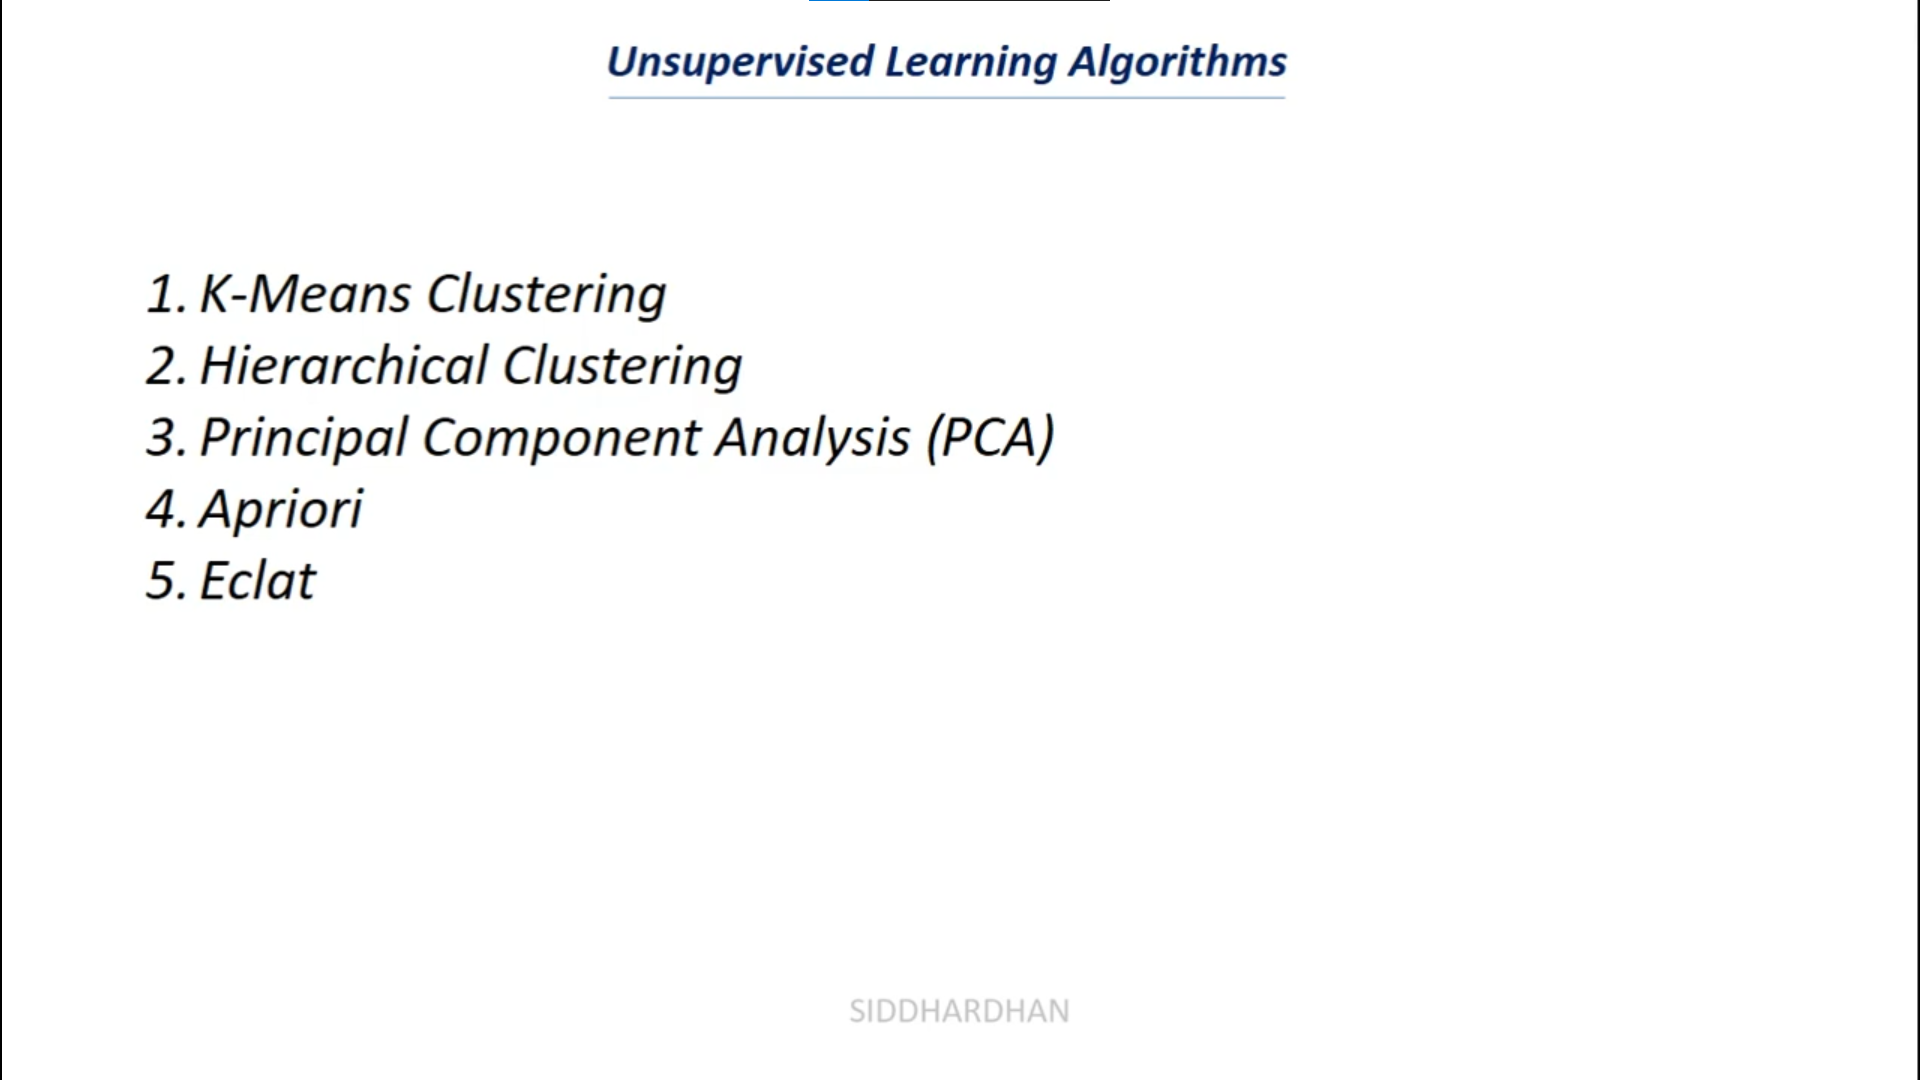 Unsupervised Learning Algorithms
1. K-Means Clustering
2. Hierarchical Clustering
3. Principal Component Analysis (PCA)
4. Apriori
5. Eclat
SIDDHARDHAN